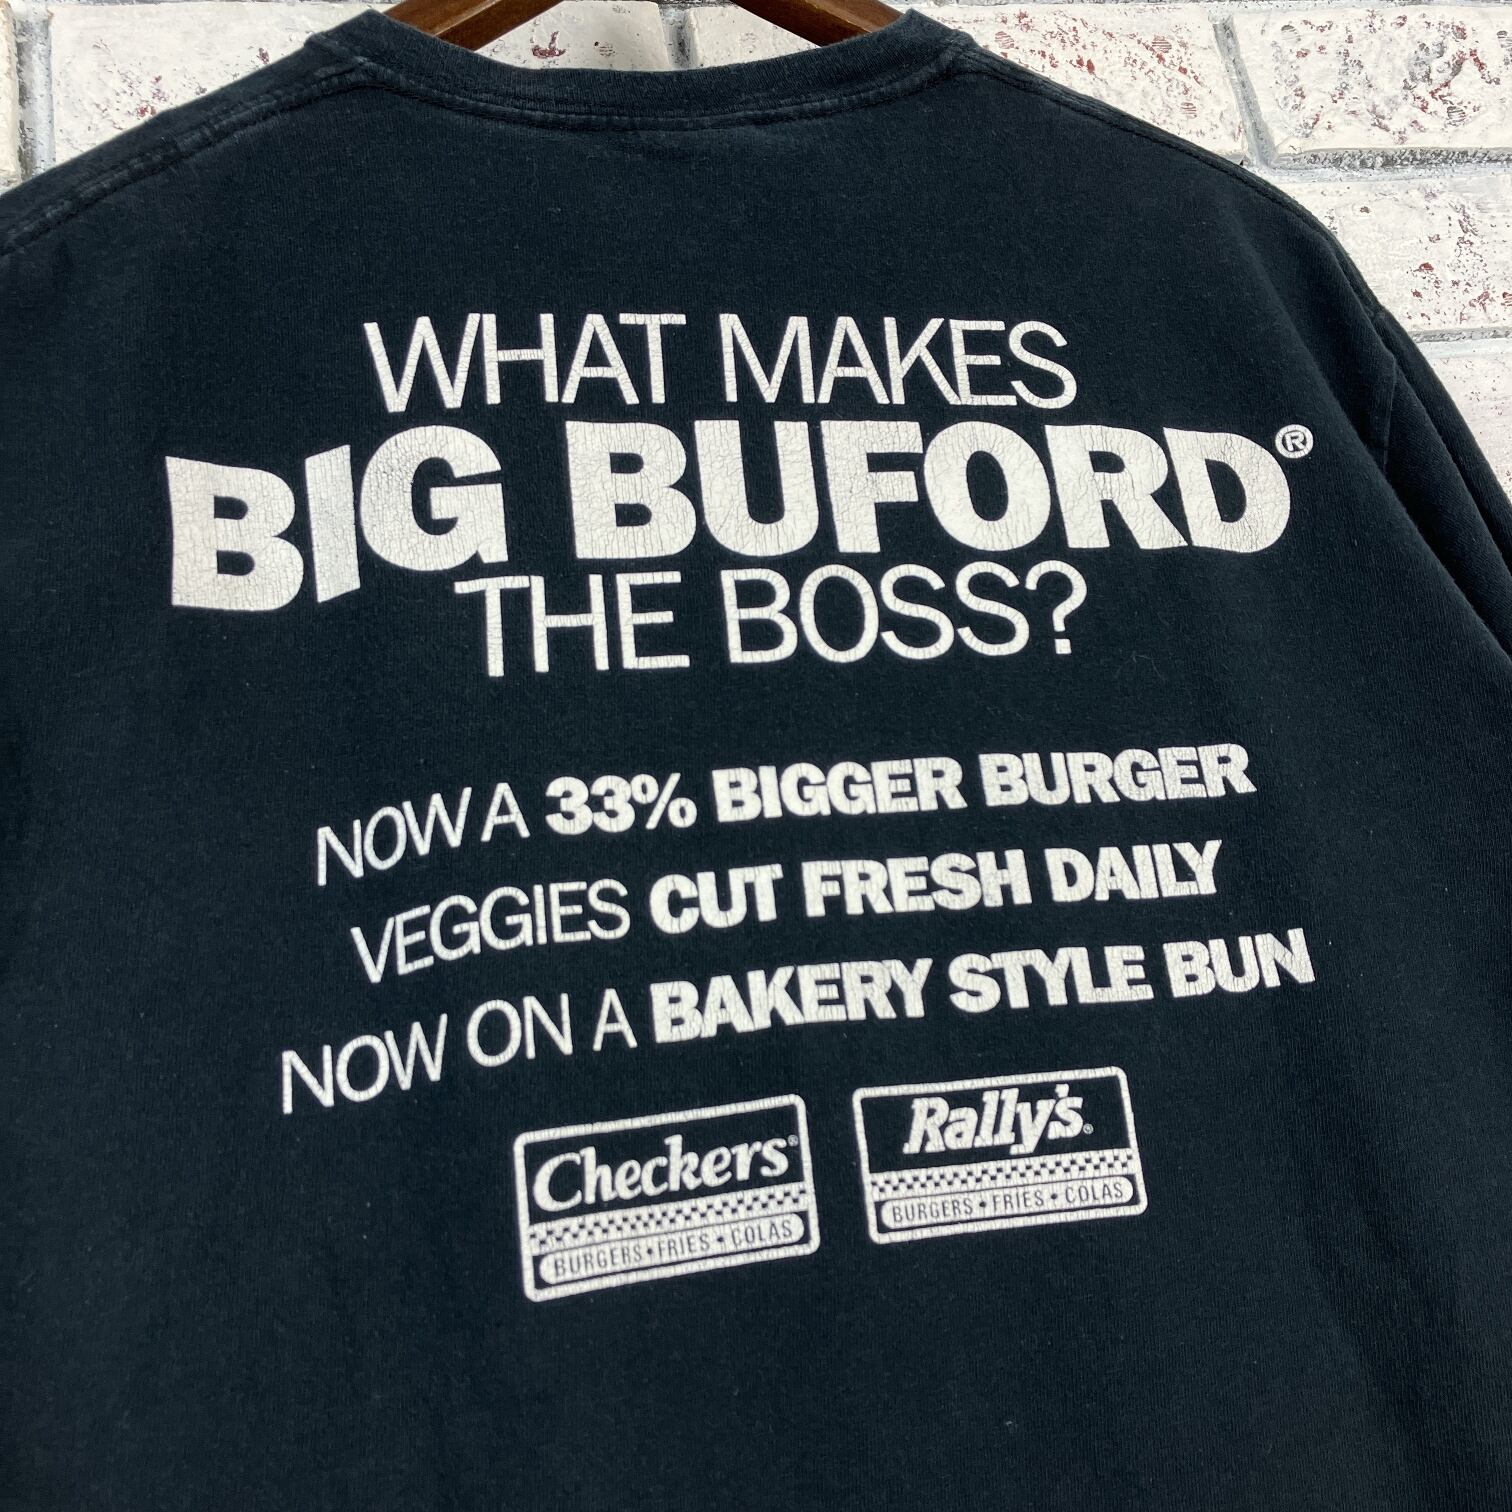 WHAT MAKES
BIG BUFORD®
THE BOSS?
NOW A 33% BIGGER BURGER
VEGGIES CUT FRESH DAILY
NOW ON A BAKERY STYLE BUN
Checkers®
BURGERS•FRIES•COLAS
Rally's®
BURGERS•FRIES•COLAS